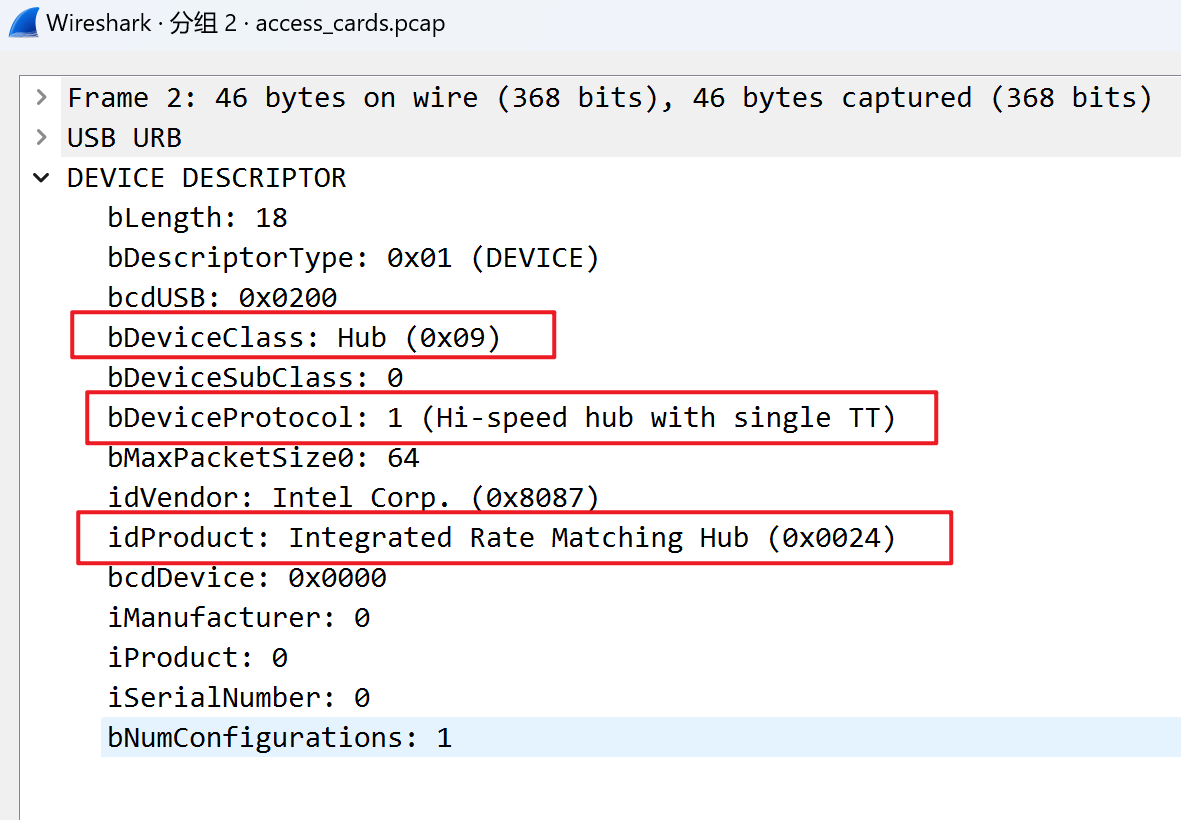 Wireshark · 分组 2 · access_cards.pcap
Frame 2: 46 bytes on wire (368 bits), 46 bytes captured (368 bits)
USB URB
DEVICE DESCRIPTOR
bLength: 18
bDescriptorType: 0x01 (DEVICE)
bcdUSB: 0x0200
bDeviceClass: Hub (0x09)
bDeviceSubClass: 0
bDeviceProtocol: 1 (Hi-speed hub with single TT)
bMaxPacketSize0: 64
idVendor: Intel Corp. (0x8087)
idProduct: Integrated Rate Matching Hub (0x0024)
bcdDevice: 0x0000
iManufacturer: 0
iProduct: 0
iSerialNumber: 0
bNumConfigurations: 1